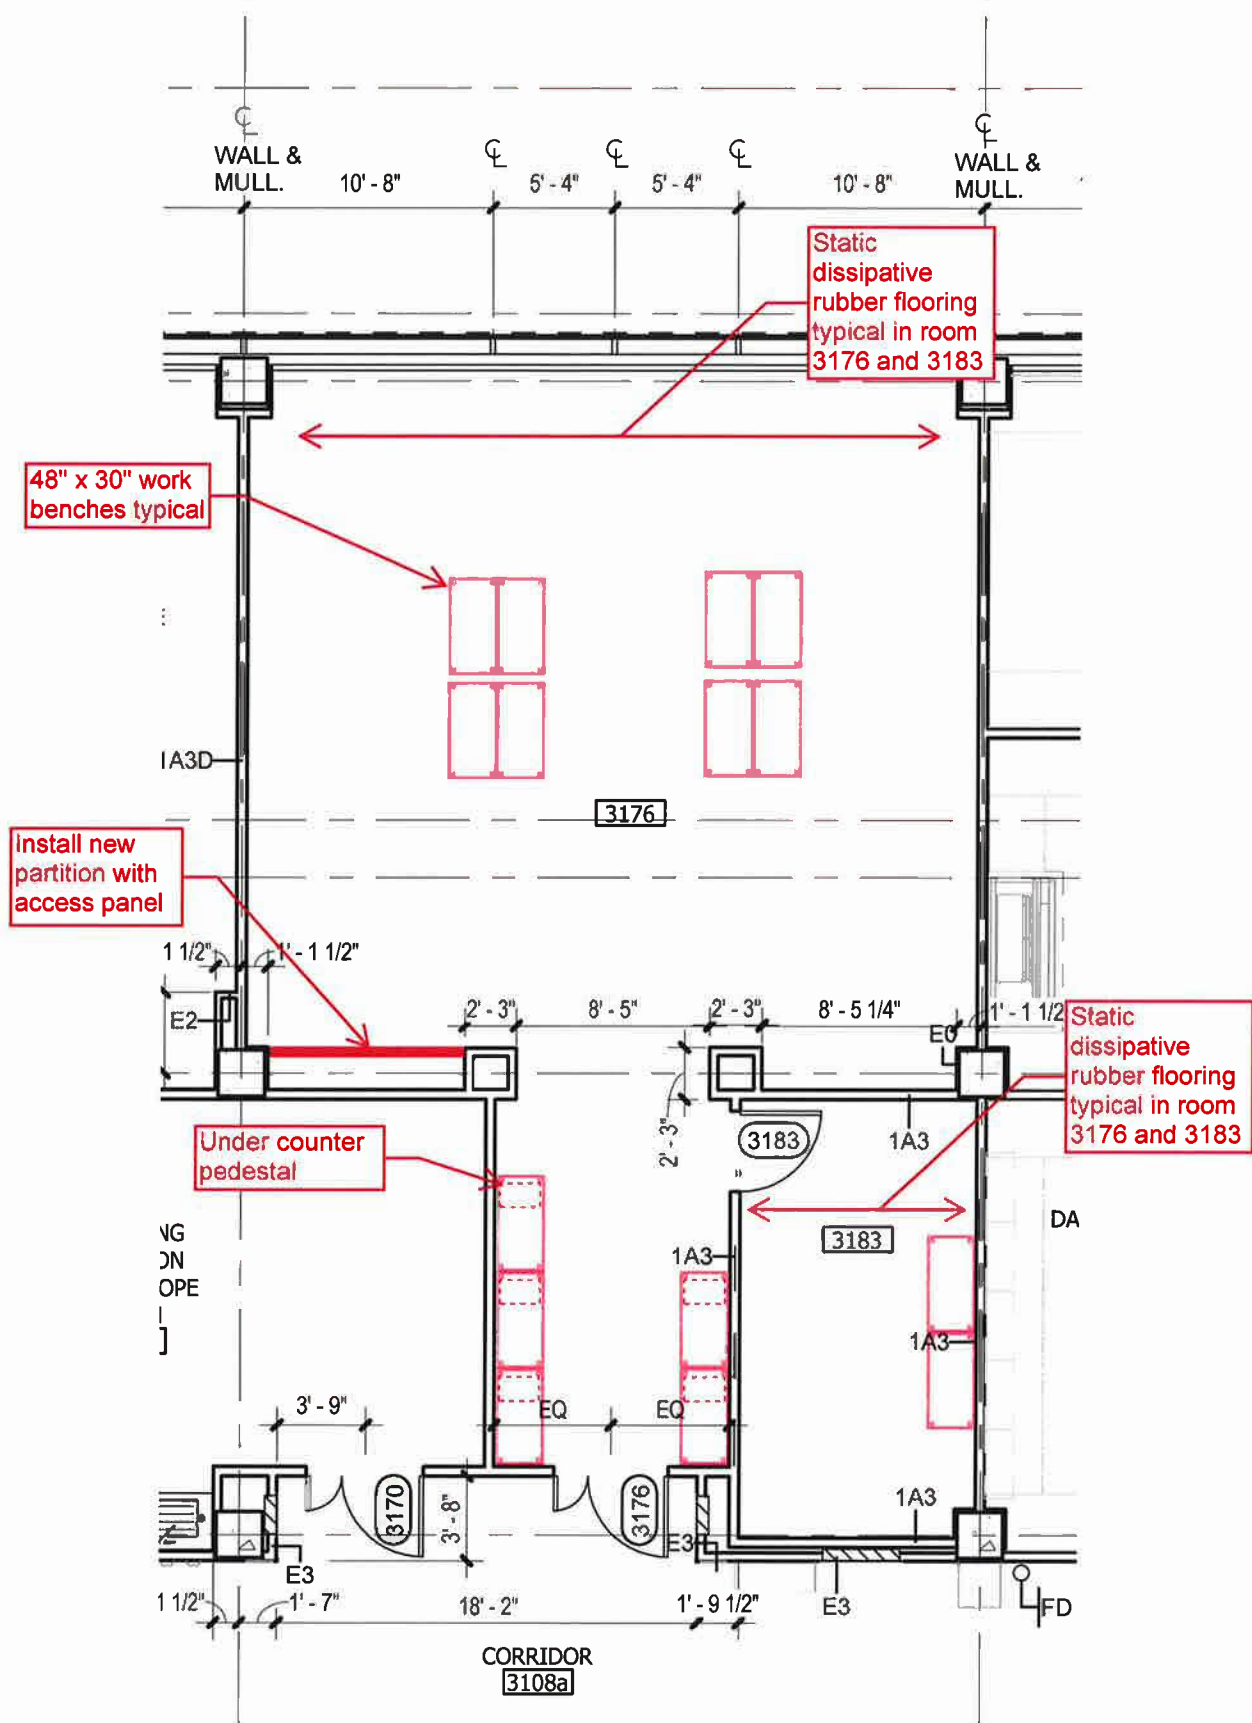 ℄
WALL &
MULL.
10' - 8"
℄
5' - 4"
℄
5' - 4"
℄
10' - 8"
℄
WALL &
MULL.
Static
dissipative
rubber flooring
typical in room
3176 and 3183
48" x 30" work
benches typical
1A3D
3176
Install new
partition with
access panel
1 1/2"
1' - 1 1/2"
E2
2' - 3"
8' - 5"
2' - 3"
8' - 5 1/4"
1' - 1 1/2
E0
Static
dissipative
rubber flooring
typical in room
3176 and 3183
2' - 3"
3183
1A3
Under counter
pedestal
NG
ON
OPE
1A3
3183
DA
1A3
3' - 9"
EQ
EQ
3170
3' - 8"
3176
1A3
E3
E3
E3
FD
1 1/2"
1' - 7"
18' - 2"
1' - 9 1/2"
CORRIDOR
3108a